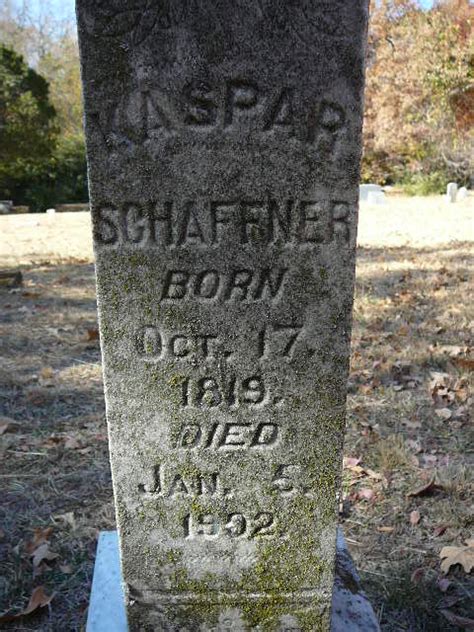 KASPAR
SCHAFFNER
BORN
OCT. 17.
1819.
DIED
JAN. 5.
1902.